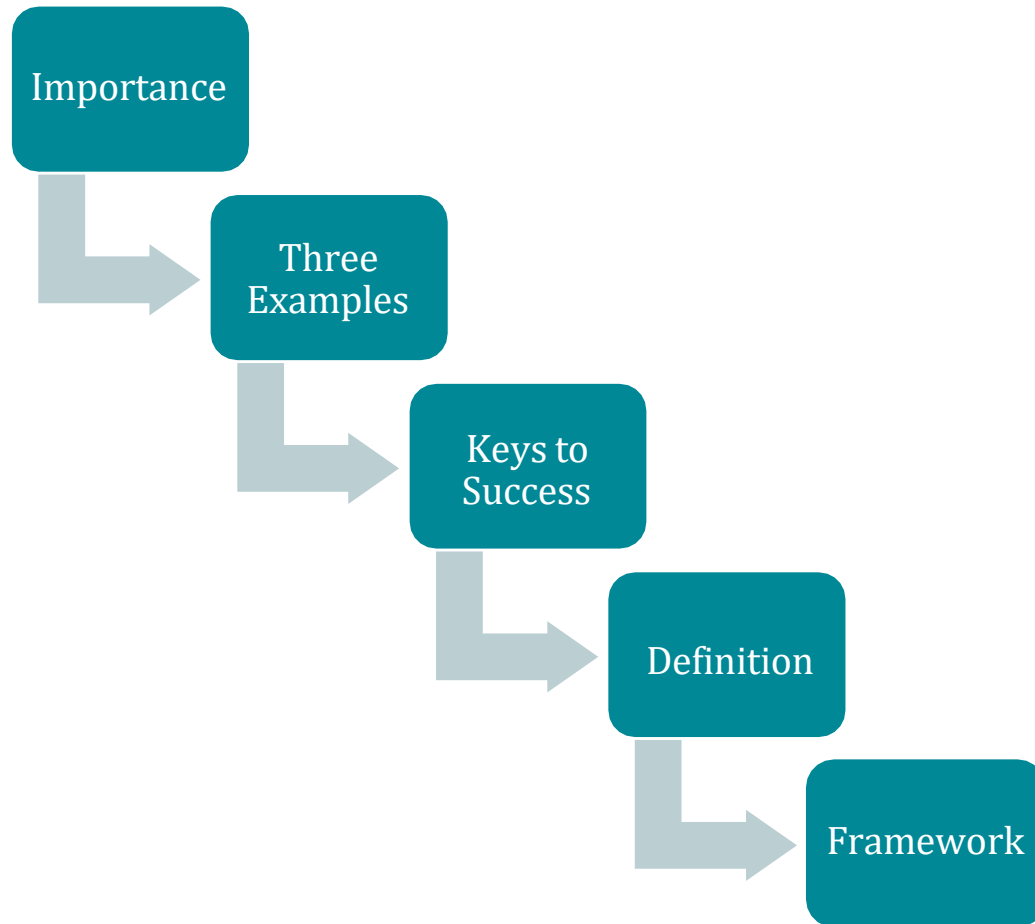 Importance
Three
Examples
Keys to
Success
Definition
Framework